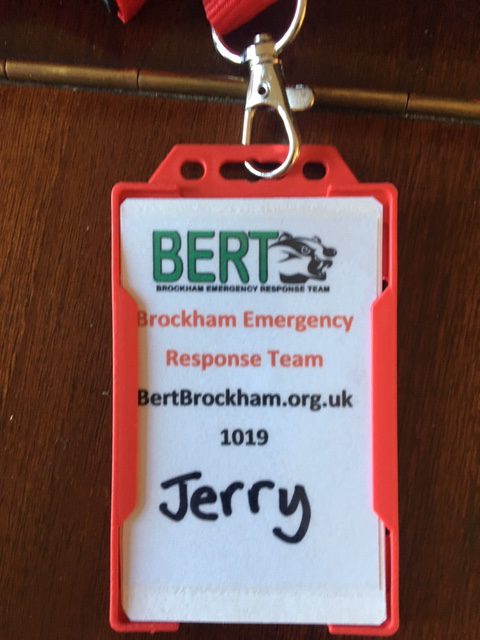 BERT
BROCKHAM EMERGENCY RESPONSE TEAM
Brockham Emergency
Response Team
BertBrockham.org.uk
1019
Jerry